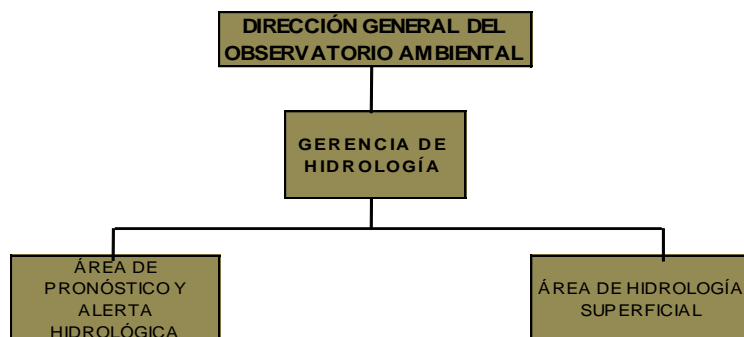 DIRECCIÓN GENERAL DEL
OBSERVATORIO AMBIENTAL
GERENCIA DE
HIDROLOGÍA
ÁREA DE
PRONÓSTICO Y
ALERTA
HIDROLÓGICA
ÁREA DE HIDROLOGÍA
SUPERFICIAL